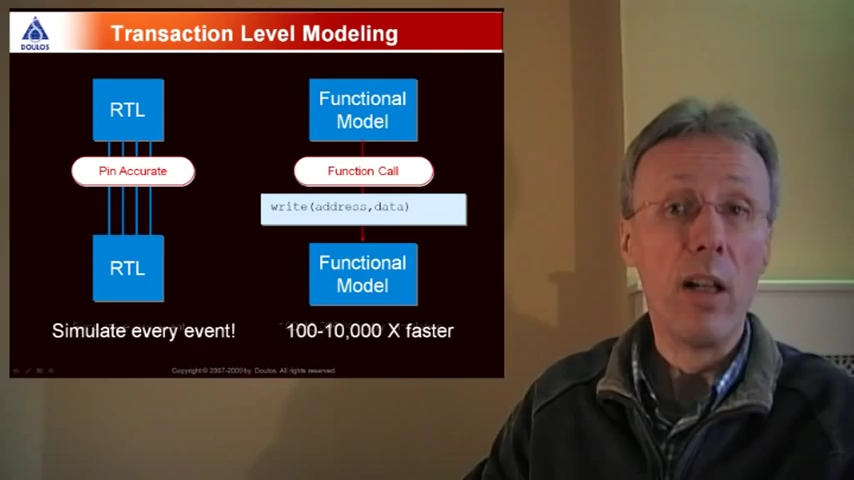 DOULOS
Transaction Level Modeling
RTL
Functional
Model
Pin Accurate
Function Call
write(address,data)
RTL
Functional
Model
Simulate every event!
100-10,000 X faster
Copyright © 2007-2009 by Doulos. All rights reserved.